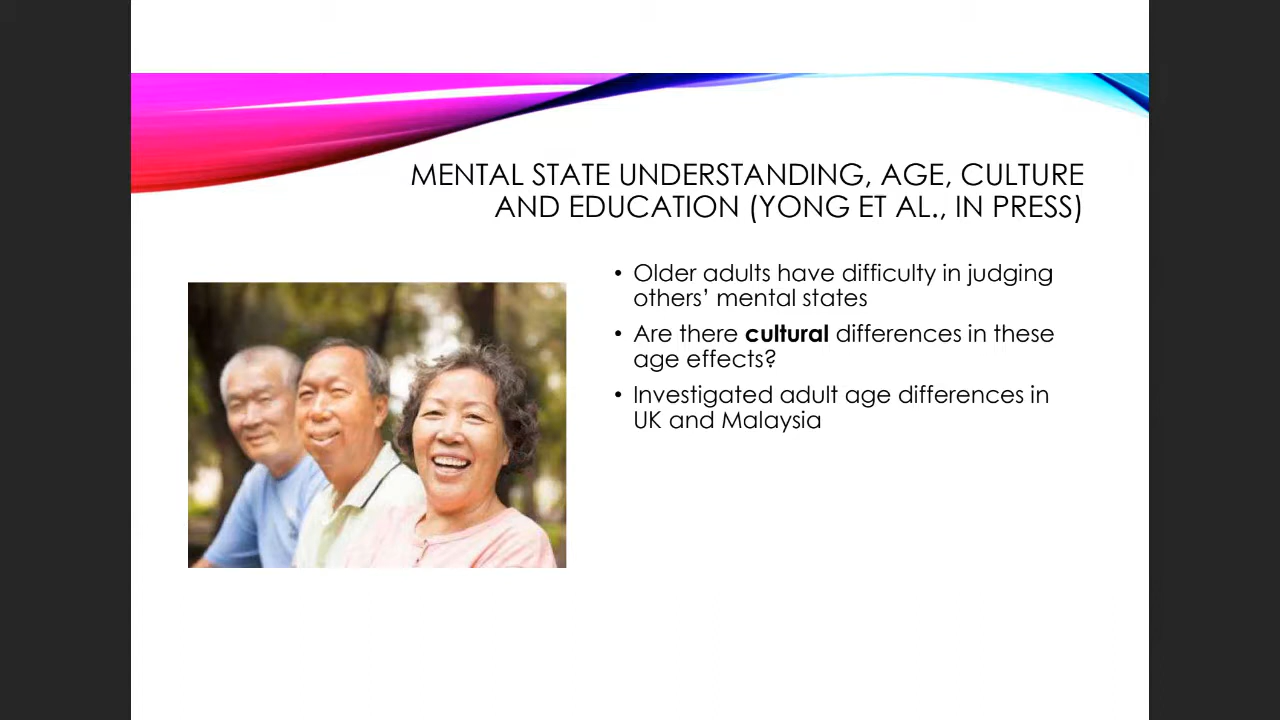 MENTAL STATE UNDERSTANDING, AGE, CULTURE
AND EDUCATION (YONG ET AL., IN PRESS)
• Older adults have difficulty in judging
others’ mental states
• Are there cultural differences in these
age effects?
• Investigated adult age differences in
UK and Malaysia